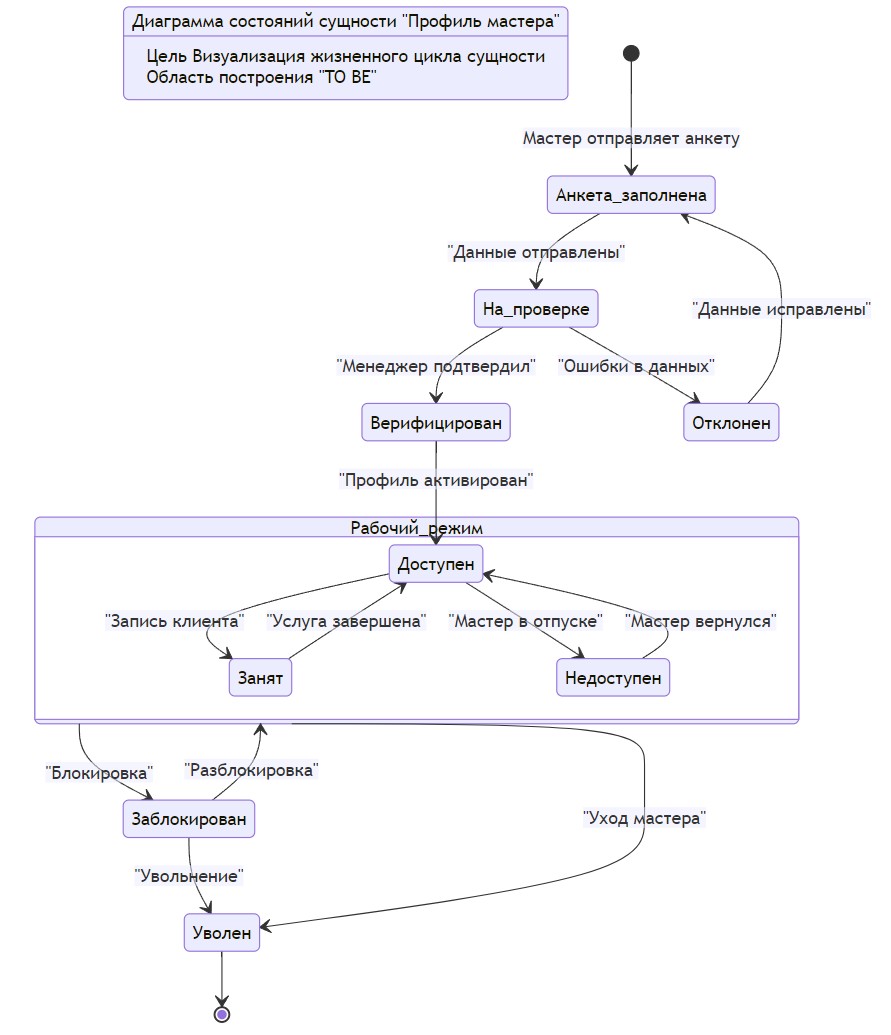 Диаграмма состояний сущности "Профиль мастера"
Цель Визуализация жизненного цикла сущности
Область построения "TO BE"
Мастер отправляет анкету
Анкета_заполнена
"Данные отправлены"
На_проверке
"Данные исправлены"
"Менеджер подтвердил"
"Ошибки в данных"
Верифицирован
Отклонен
"Профиль активирован"
Рабочий_режим
Доступен
"Запись клиента"
"Услуга завершена"
"Мастер в отпуске"
"Мастер вернулся"
Занят
Недоступен
"Блокировка"
"Разблокировка"
Заблокирован
"Уход мастера"
"Увольнение"
Уволен